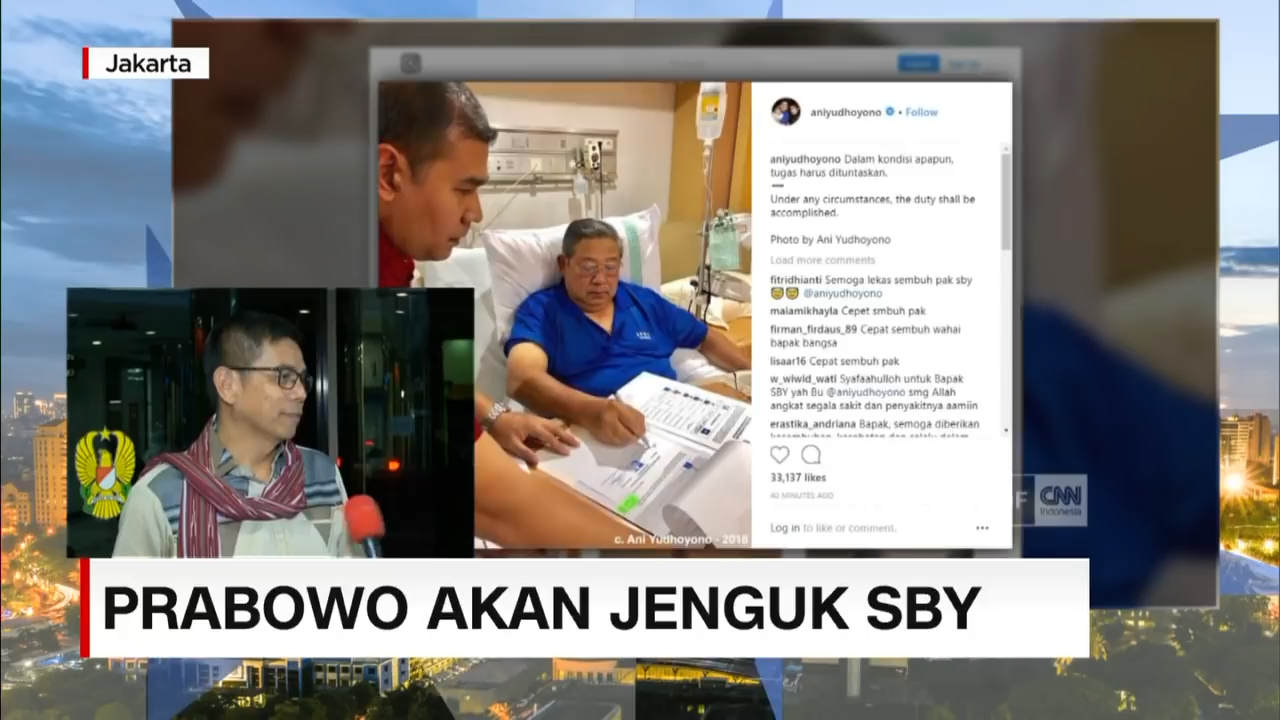 Jakarta
aniyudhoyono • Follow
aniyudhoyono Dalam kondisi apapun,
tugas harus dituntaskan.
Under any circumstances, the duty shall be
accomplished.
Photo by Ani Yudhoyono
Load more comments
fitridhianti Semoga lekas sembuh pak sby
@aniyudhoyono
maiamikhayla Cepet smbuh pak
firman_firdaus_89 Cepat sembuh wahai
bapak bangsa
lisaar16 Cepat sembuh pak
w_wiwid_wati Syafaahulloh untuk Bapak
SBY yah Bu @aniyudhoyono smg Allah
angkat segala sakit dan penyakitnya aamiin
erastika_andriana Bapak, semoga diberikan
33,137 likes
40 MINUTES AGO
Log in to like or comment.
c. Ani Yudhoyono - 2018
F CNN
Indonesia
PRABOWO AKAN JENGUK SBY